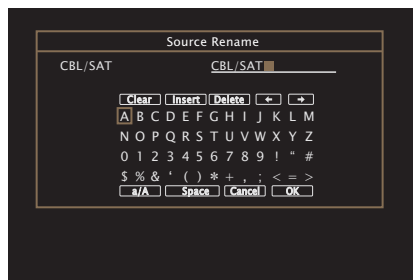 Source Rename
CBL/SAT CBL/SAT
Clear Insert Delete ← →
A B C D E F G H I J K L M
N O P Q R S T U V W X Y Z
0 1 2 3 4 5 6 7 8 9 ! “ #
$ % & ‘ ( ) * + , ; < = >
a/A Space Cancel OK